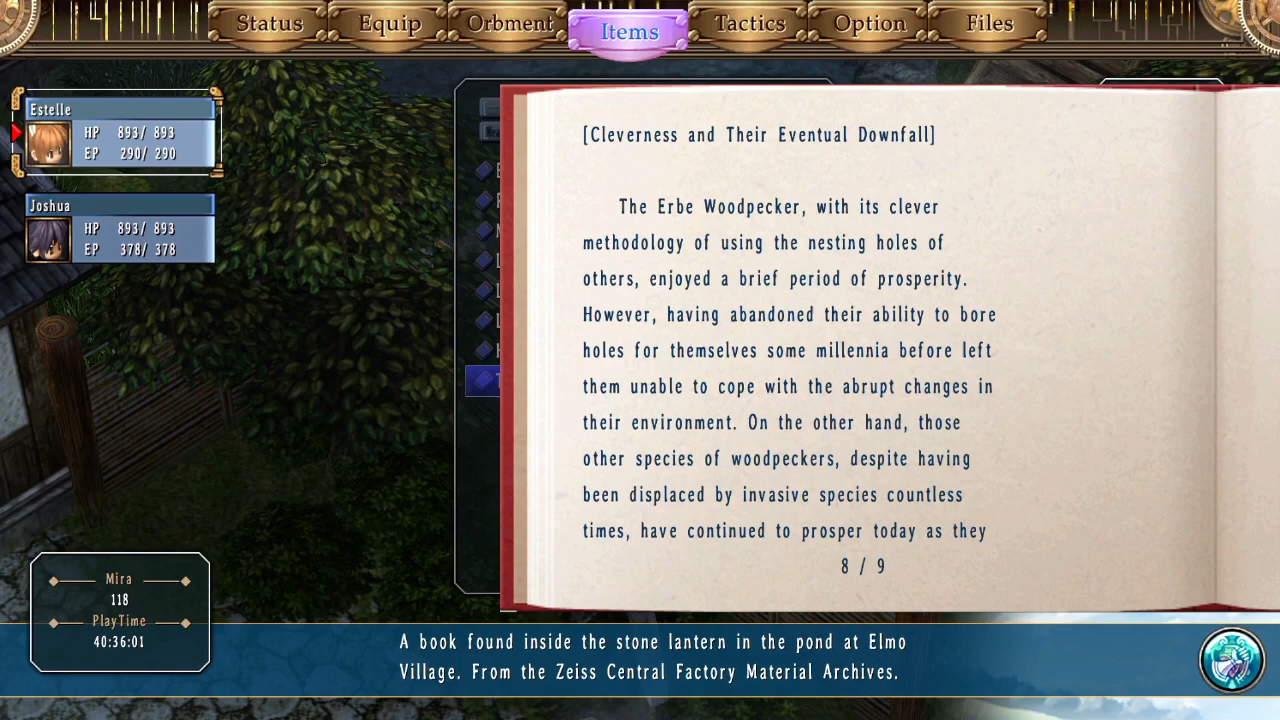 Status Equip Orbment Items Tactics Option Files
Estelle
HP 893/ 893
EP 290/ 290
Joshua
HP 893/ 893
EP 378/ 378
[Cleverness and Their Eventual Downfall]
The Erbe Woodpecker, with its clever
methodology of using the nesting holes of
others, enjoyed a brief period of prosperity.
However, having abandoned their ability to bore
holes for themselves some millennia before left
them unable to cope with the abrupt changes in
their environment. On the other hand, those
other species of woodpeckers, despite having
been displaced by invasive species countless
times, have continued to prosper today as they
8 / 9
Mira
118
PlayTime
40:36:01
A book found inside the stone lantern in the pond at Elmo
Village. From the Zeiss Central Factory Material Archives.